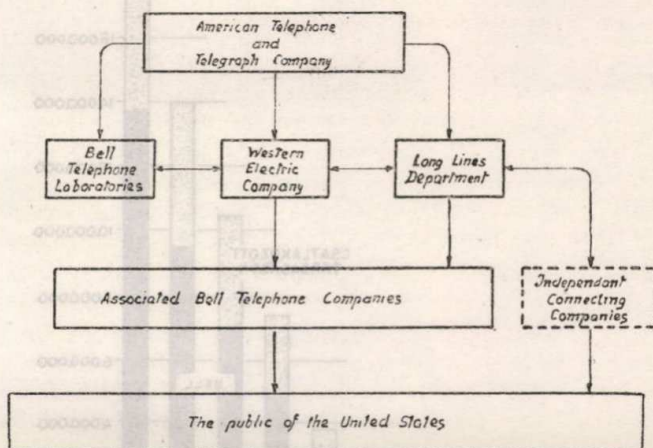 American Telephone
and
Telegraph Company
Bell
Telephone
Laboratories
Western
Electric
Company
Long Lines
Department
Associated Bell Telephone Companies
Independant
Connecting
Companies
The public of the United States